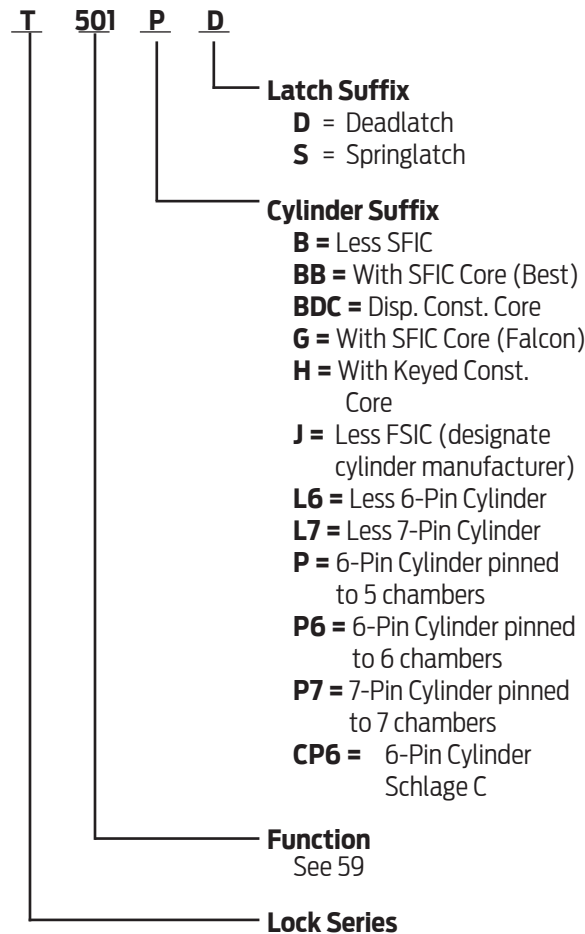 T 501 P D
Latch Suffix
D = Deadlatch
S = Springlatch
Cylinder Suffix
B = Less SFIC
BB = With SFIC Core (Best)
BDC = Disp. Const. Core
G = With SFIC Core (Falcon)
H = With Keyed Const.
Core
J = Less FSIC (designate
cylinder manufacturer)
L6 = Less 6-Pin Cylinder
L7 = Less 7-Pin Cylinder
P = 6-Pin Cylinder pinned
to 5 chambers
P6 = 6-Pin Cylinder pinned
to 6 chambers
P7 = 7-Pin Cylinder pinned
to 7 chambers
CP6 = 6-Pin Cylinder
Schlage C
Function
See 59
Lock Series